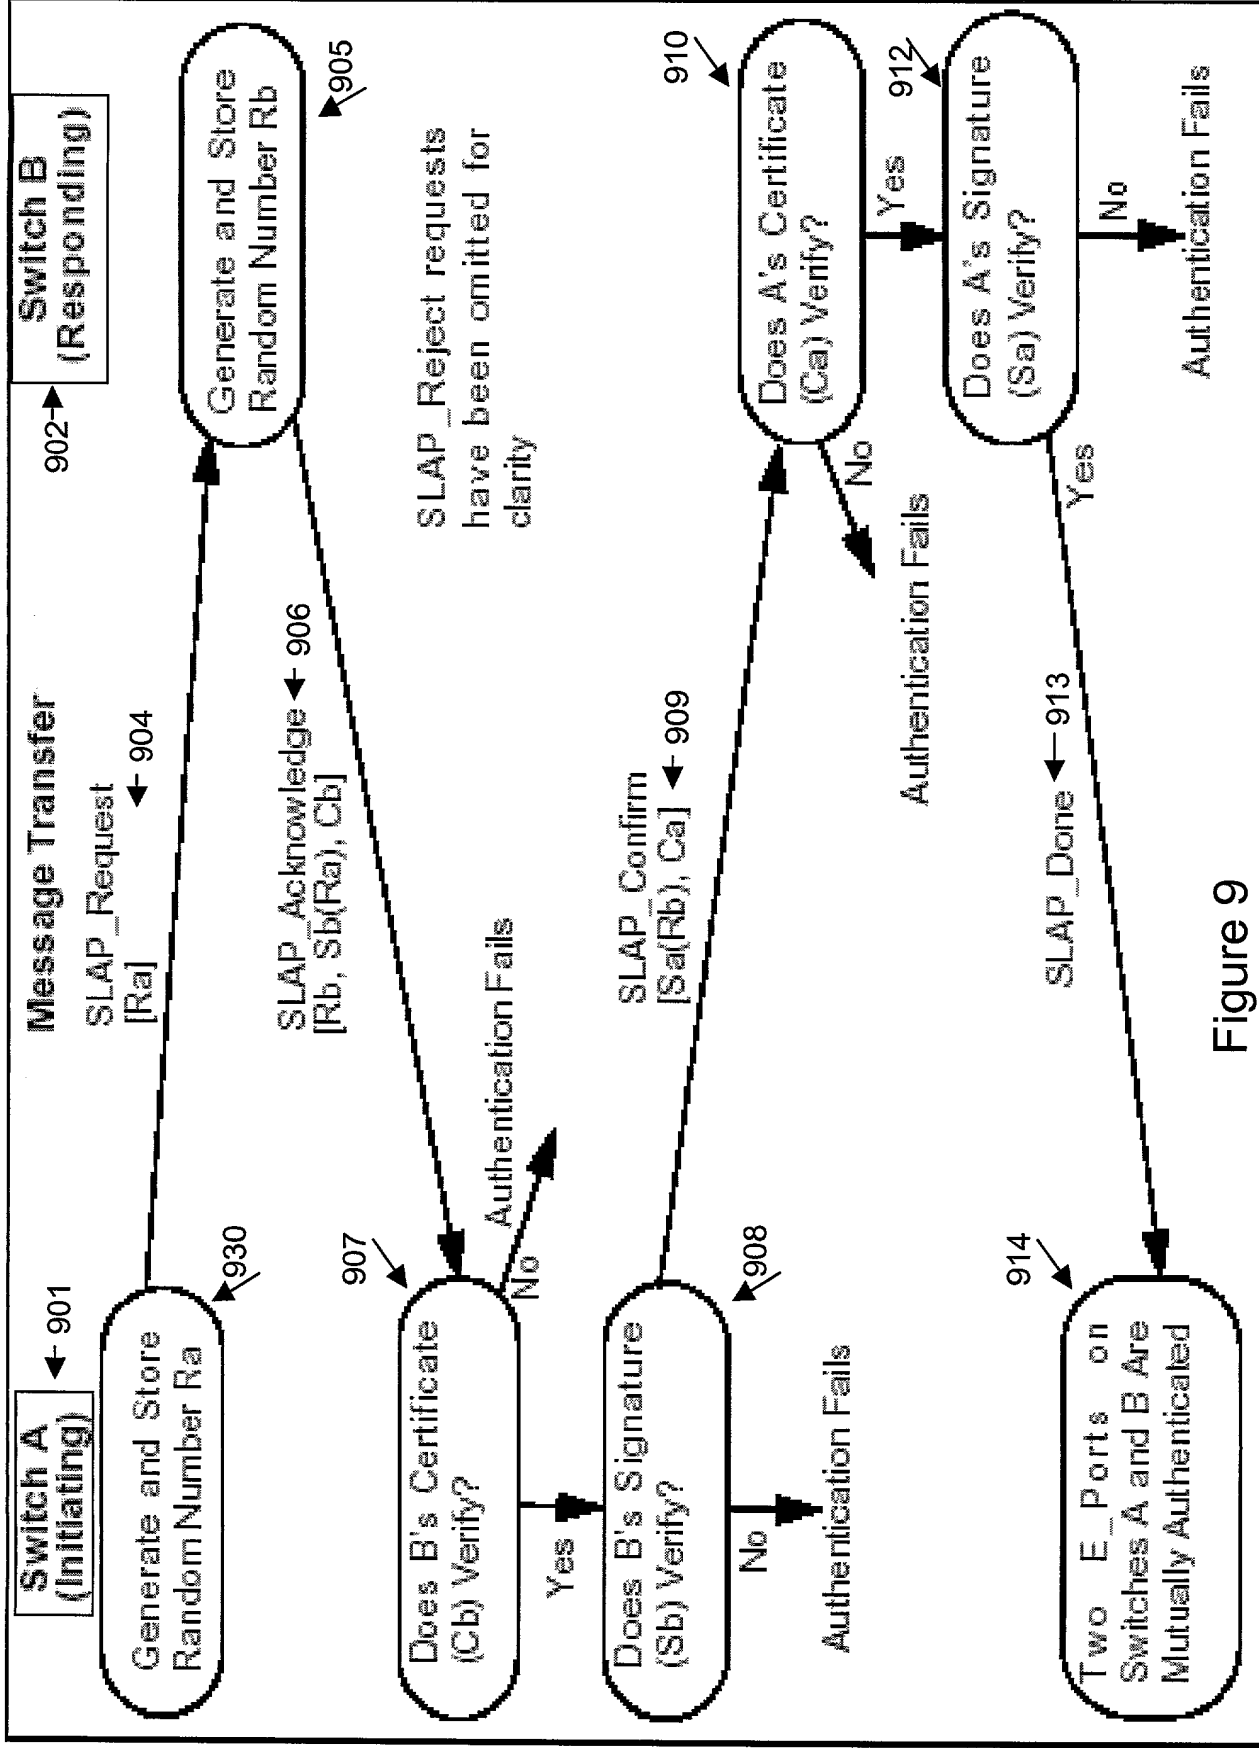 Switch A
(Initiating)
901
Message Transfer
Switch B
(Responding)
902
Generate and Store
Random Number Ra
930
SLAP_Request
[Ra]
904
Generate and Store
Random Number Rb
905
SLAP_Acknowledge
[Rb, Sb(Ra), Cb]
906
SLAP_Reject requests
have been omitted for
clarity
907
Does B's Certificate
(Cb) Verify?
No
Authentication Fails
Yes
Does B's Signature
(Sb) Verify?
908
No
Authentication Fails
SLAP_Confirm
[Sa(Rb), Ca]
909
910
Does A's Certificate
(Ca) Verify?
No
Authentication Fails
Yes
912
Does A's Signature
(Sa) Verify?
No
Authentication Fails
Yes
SLAP_Done
913
914
Two E_Ports on
Switches A and B Are
Mutually Authenticated
Figure 9